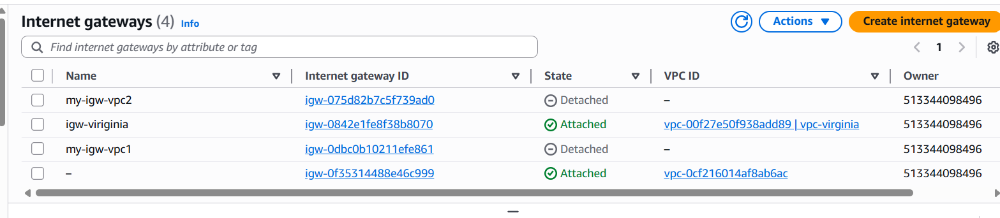 Internet gateways (4) Info
Actions
Create internet gateway
Find internet gateways by attribute or tag
1
Name Internet gateway ID State VPC ID Owner
my-igw-vpc2 igw-075d82b7c5f739ad0 Detached – 513344098496
igw-viriginia igw-0842e1fe8f38b8070 Attached vpc-00f27e50f938add89 | vpc-virginia 513344098496
my-igw-vpc1 igw-0dbc0b10211efe861 Detached – 513344098496
– igw-0f35314488e46c999 Attached vpc-0cf216014af8ab6ac 513344098496